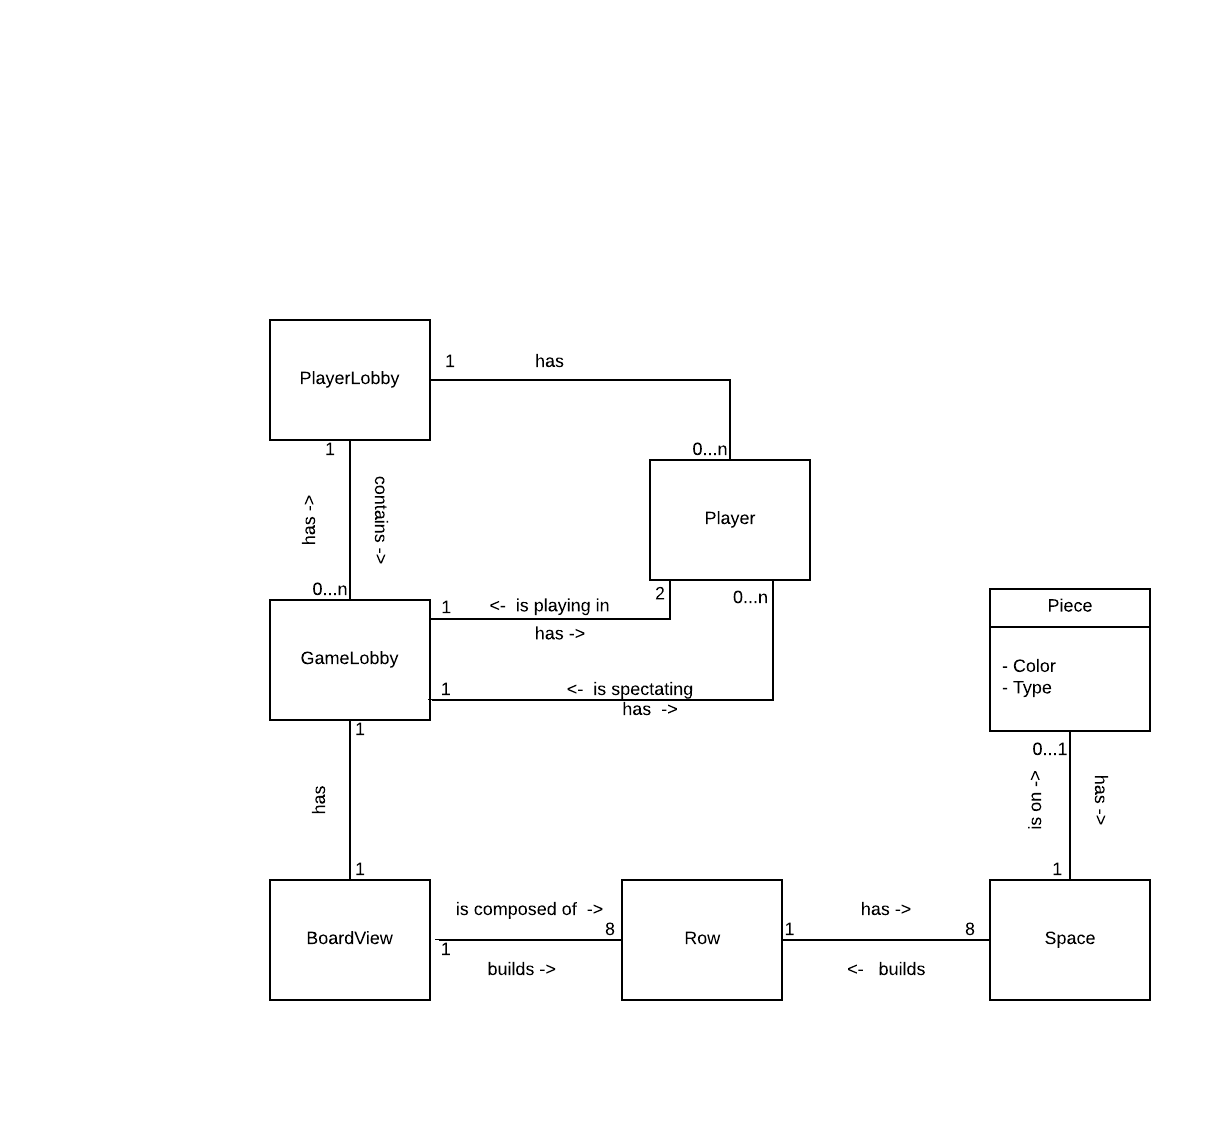 1
has
PlayerLobby
1
0...n
has ->
contains ->
Player
0...n
2
0...n
1
<-  is playing in
has ->
GameLobby
1
<-  is spectating
has  ->
1
Piece
- Color
- Type
0...1
is on ->
has ->
has
1
1
is composed of  ->
8
has ->
1
8
BoardView
Row
Space
1
builds ->
<-   builds